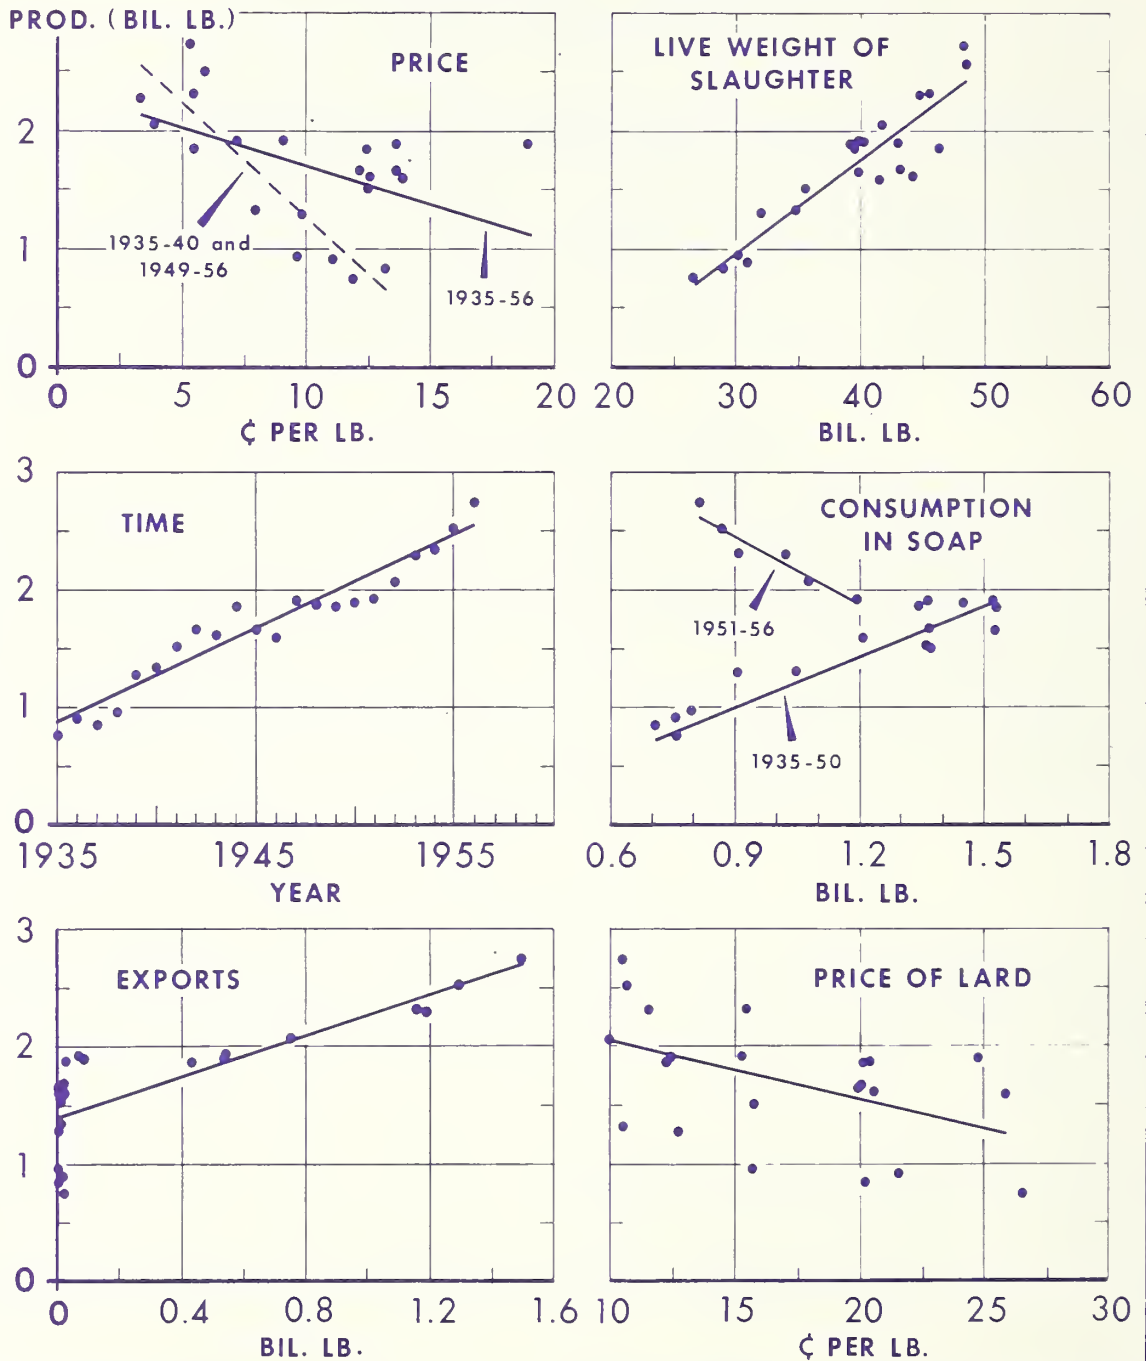 PROD. (BIL. LB.)
PRICE
2
1935-40 and
1949-56
1
1935-56
0
0 5 10 15 20
₵ PER LB.
LIVE WEIGHT OF
SLAUGHTER
20 30 40 50 60
BIL. LB.
3
TIME
2
1
0
1935 1945 1955
YEAR
CONSUMPTION
IN SOAP
1951-56
1935-50
0.6 0.9 1.2 1.5 1.8
BIL. LB.
3
EXPORTS
2
1
0
0 0.4 0.8 1.2 1.6
BIL. LB.
PRICE OF LARD
10 15 20 25 30
₵ PER LB.